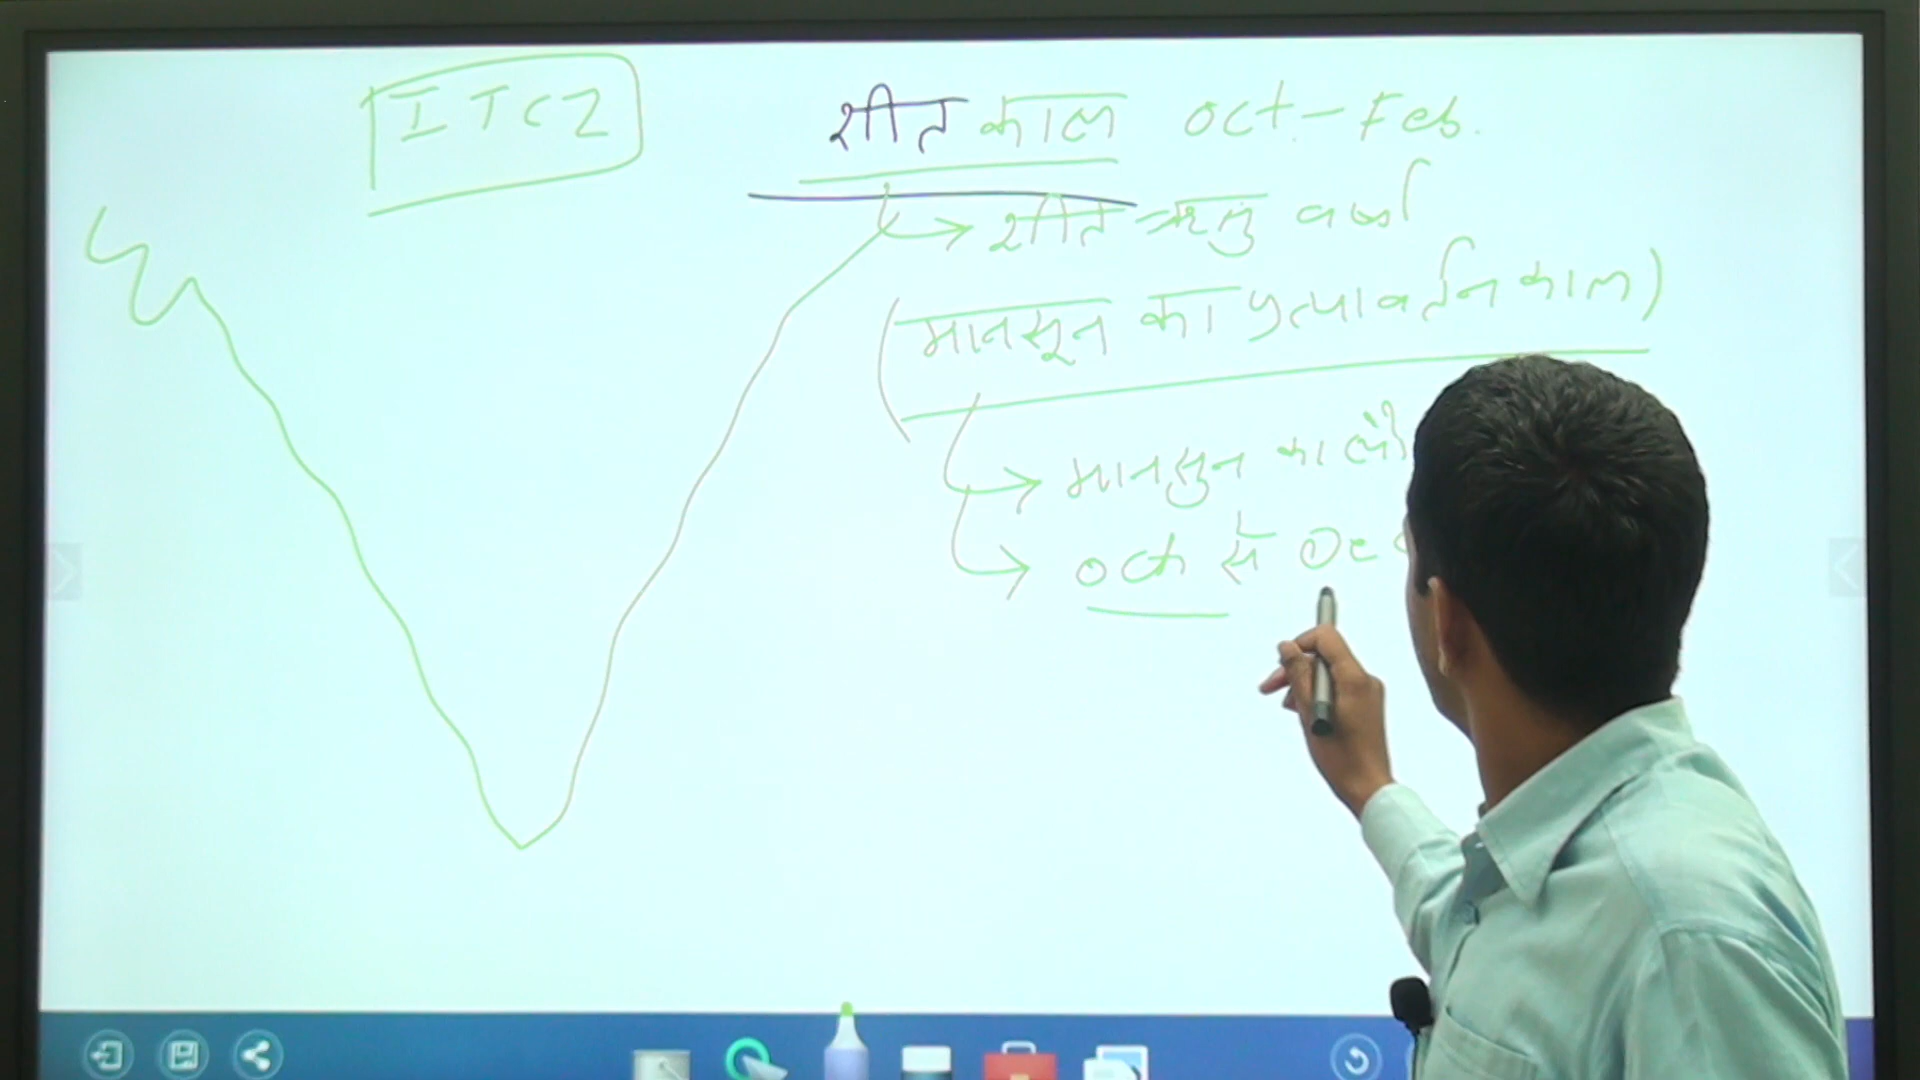 ITCZ
शीत काल Oct.-Feb.
शीत ऋतु वर्षा
(मानसून का प्रत्यावर्तन काल)
मानसुन का लौ
Oct से Dec